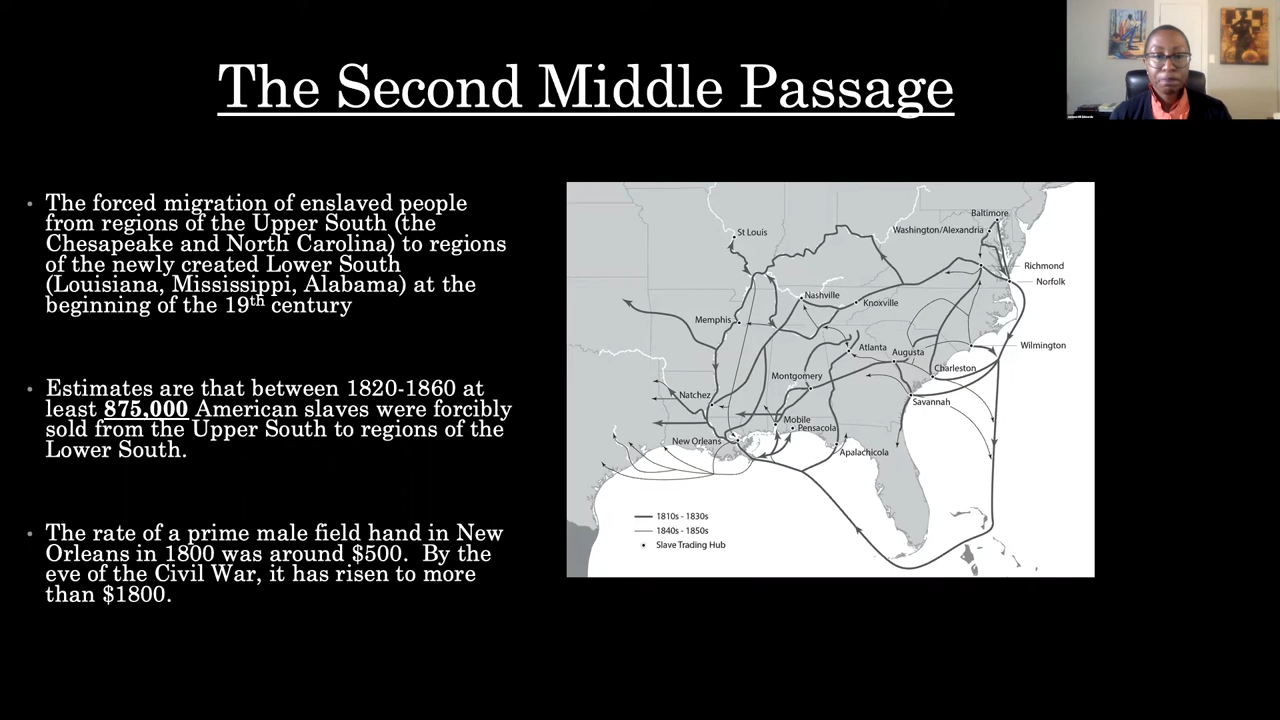 The Second Middle Passage
• The forced migration of enslaved people
from regions of the Upper South (the
Chesapeake and North Carolina) to regions
of the newly created Lower South
(Louisiana, Mississippi, Alabama) at the
beginning of the 19th century
• Estimates are that between 1820-1860 at
least 875,000 American slaves were forcibly
sold from the Upper South to regions of the
Lower South.
• The rate of a prime male field hand in New
Orleans in 1800 was around $500. By the
eve of the Civil War, it has risen to more
than $1800.
Baltimore
St Louis
Washington/Alexandria
Richmond
Norfolk
Nashville
Knoxville
Memphis
Wilmington
Atlanta
Augusta
Charleston
Montgomery
Natchez
Savannah
Mobile
Pensacola
New Orleans
Apalachicola
1810s - 1830s
1840s - 1850s
Slave Trading Hub